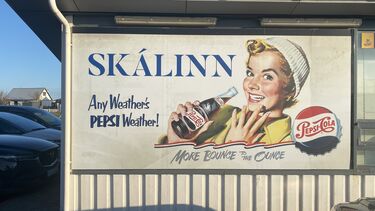 SKÁLINN
Any Weather's
PEPSI Weather!
PEPSI-COLA
MORE BOUNCE TO THE OUNCE